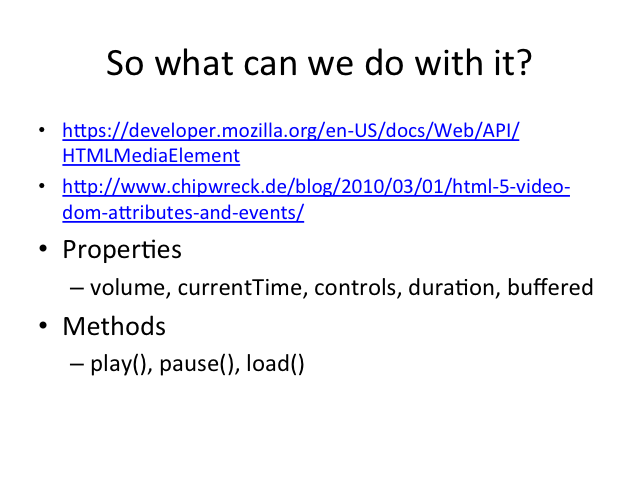 So what can we do with it?
• https://developer.mozilla.org/en-US/docs/Web/API/
HTMLMediaElement
• http://www.chipwreck.de/blog/2010/03/01/html-5-video-
dom-attributes-and-events/
• Properties
– volume, currentTime, controls, duration, buffered
• Methods
– play(), pause(), load()